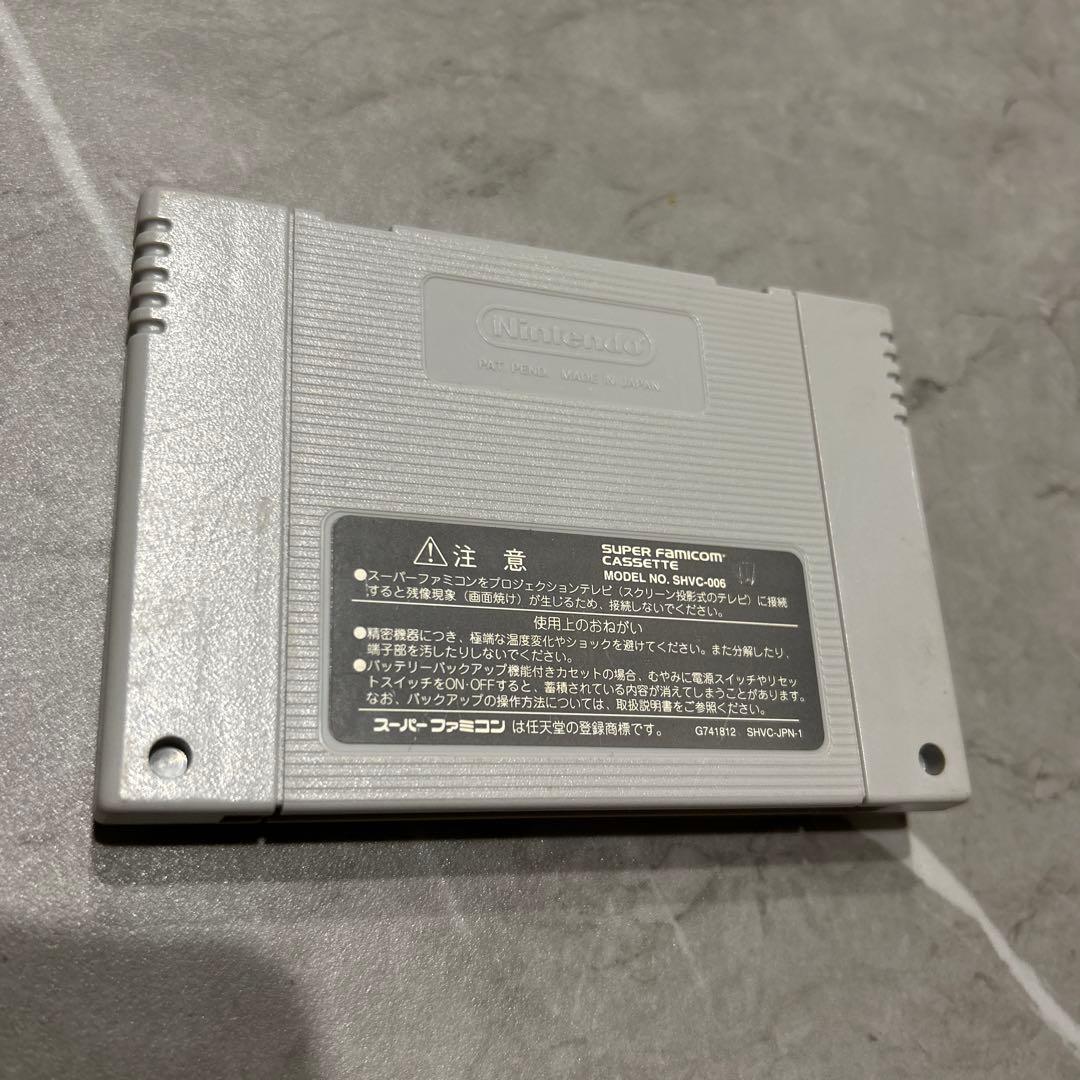 Nintendo®
PAT. PEND. MADE IN JAPAN
⚠注 意
SUPER FAMICOM™
CASSETTE
MODEL NO. SHVC-006
●スーパーファミコンをプロジェクションテレビ（スクリーン投影式のテレビ）に接続
すると残像現象（画面焼け）が生じるため、接続しないでください。
使用上のおねがい
●精密機器につき、極端な温度変化やショックを避けてください。また分解したり、
端子部を汚したりしないでください。
●バッテリーバックアップ機能付きカセットの場合、むやみに電源スイッチやリセッ
トスイッチをON・OFFすると、蓄積されている内容が消えてしまうことがあります。
なお、バックアップの操作方法については、取扱説明書をご参照ください。
スーパーファミコン は任天堂の登録商標です。
G741812 SHVC-JPN-1